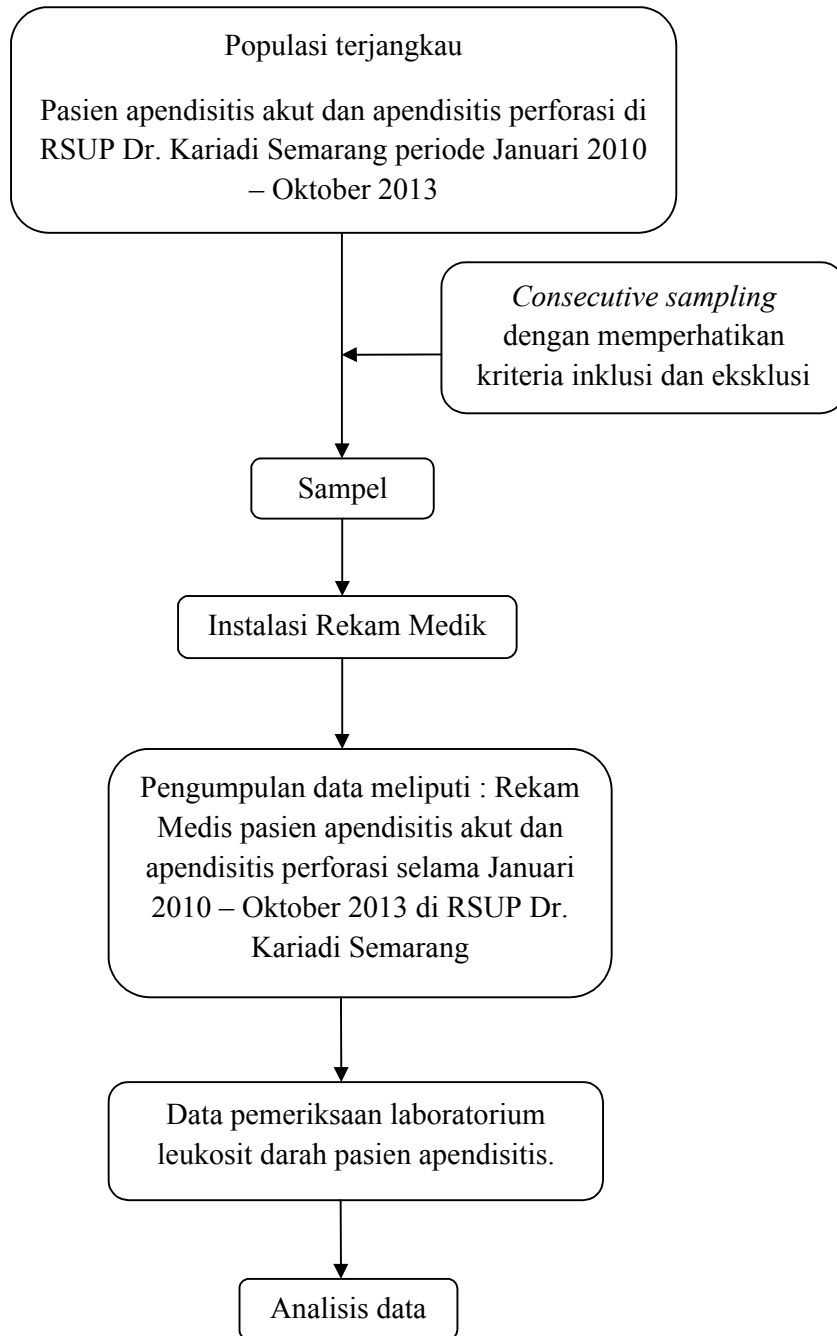 Populasi terjangkau
Pasien apendisitis akut dan apendisitis perforasi di
RSUP Dr. Kariadi Semarang periode Januari 2010
– Oktober 2013
Consecutive sampling
dengan memperhatikan
kriteria inklusi dan eksklusi
Sampel
Instalasi Rekam Medik
Pengumpulan data meliputi : Rekam
Medis pasien apendisitis akut dan
apendisitis perforasi selama Januari
2010 – Oktober 2013 di RSUP Dr.
Kariadi Semarang
Data pemeriksaan laboratorium
leukosit darah pasien apendisitis.
Analisis data